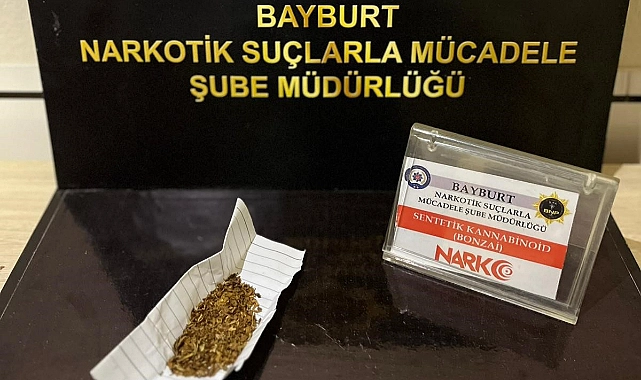 BAYBURT
NARKOTİK SUÇLARLA MÜCADELE
ŞUBE MÜDÜRLÜĞÜ
BAYBURT
NARKOTİK SUÇLARLA
MÜCADELE ŞUBE MÜDÜRLÜĞÜ
SENTETİK KANNABİNOİD
(BONZAİ)
NARKO